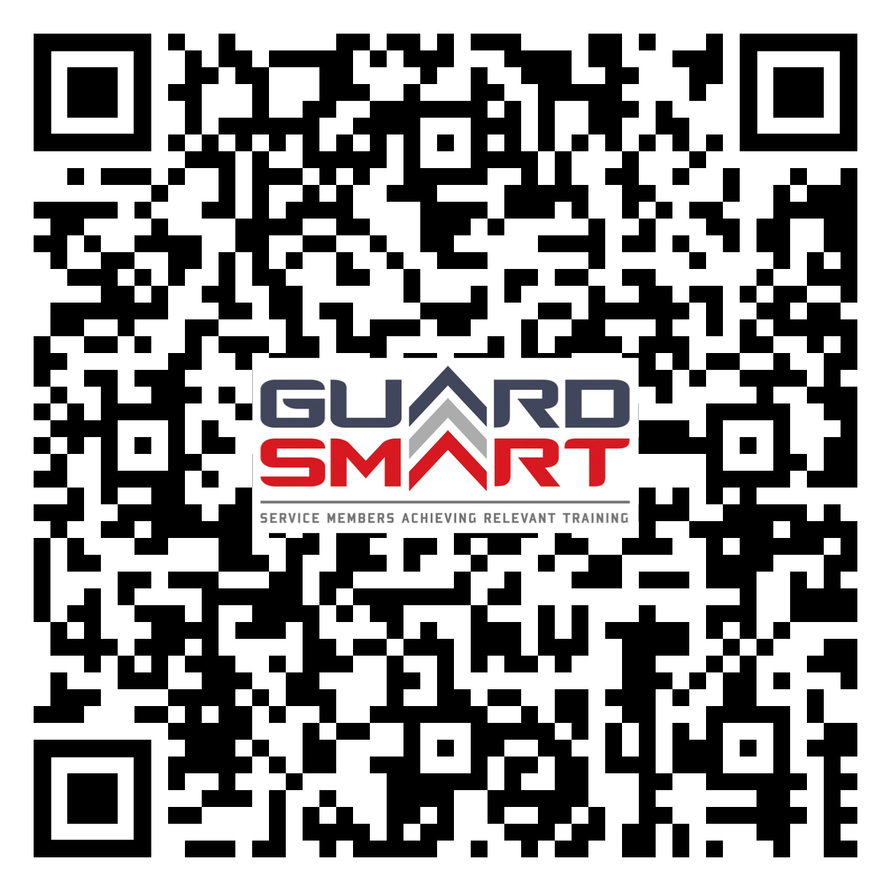 GUARD
SMART
SERVICE MEMBERS ACHIEVING RELEVANT TRAINING